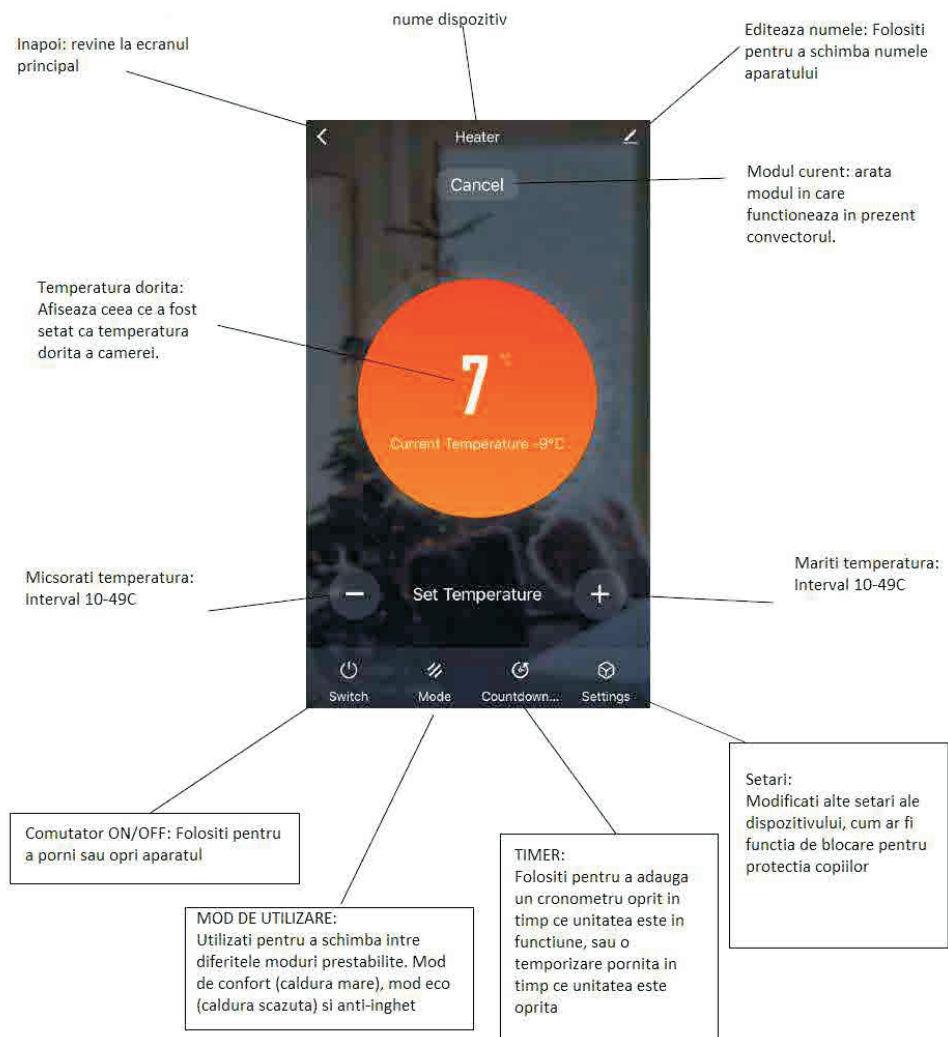 nume dispozitiv
Inapoi: revine la ecranul
principal
Editeaza numele: Folositi
pentru a schimba numele
aparatului
Heater
Cancel
Modul curent: arata
modul in care
functioneaza in prezent
convectorul.
Temperatura dorita:
Afiseaza ceea ce a fost
setat ca temperatura
dorita a camerei.
7 °C
Current Temperature -9°C
Micsorati temperatura:
Interval 10-49C
Set Temperature
Mariti temperatura:
Interval 10-49C
Switch
Mode
Countdown...
Settings
Comutator ON/OFF: Folositi pentru
a porni sau opri aparatul
MOD DE UTILIZARE:
Utilizati pentru a schimba intre
diferitele moduri prestabilite. Mod
de confort (caldura mare), mod eco
(caldura scazuta) si anti-inghet
TIMER:
Folositi pentru a adauga
un cronometru oprit in
timp ce unitatea este in
functiune, sau o
temporizare pornita in
timp ce unitatea este
oprita
Setari:
Modificati alte setari ale
dispozitivului, cum ar fi
functia de blocare pentru
protectia copiilor